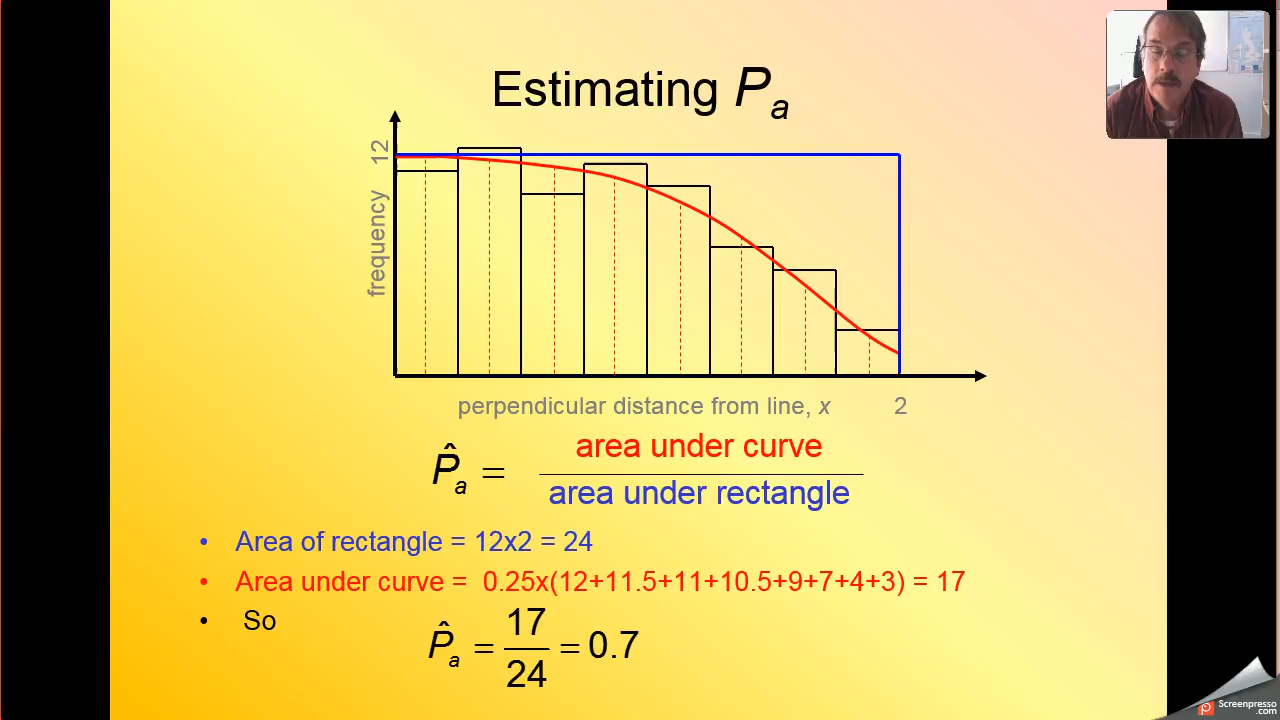 Estimating Pa
12
frequency
perpendicular distance from line, x
2
P̂a = area under curve
area under rectangle
• Area of rectangle = 12x2 = 24
• Area under curve = 0.25x(12+11.5+11+10.5+9+7+4+3) = 17
• So
P̂a = 17/24 = 0.7
Screenpresso
.com